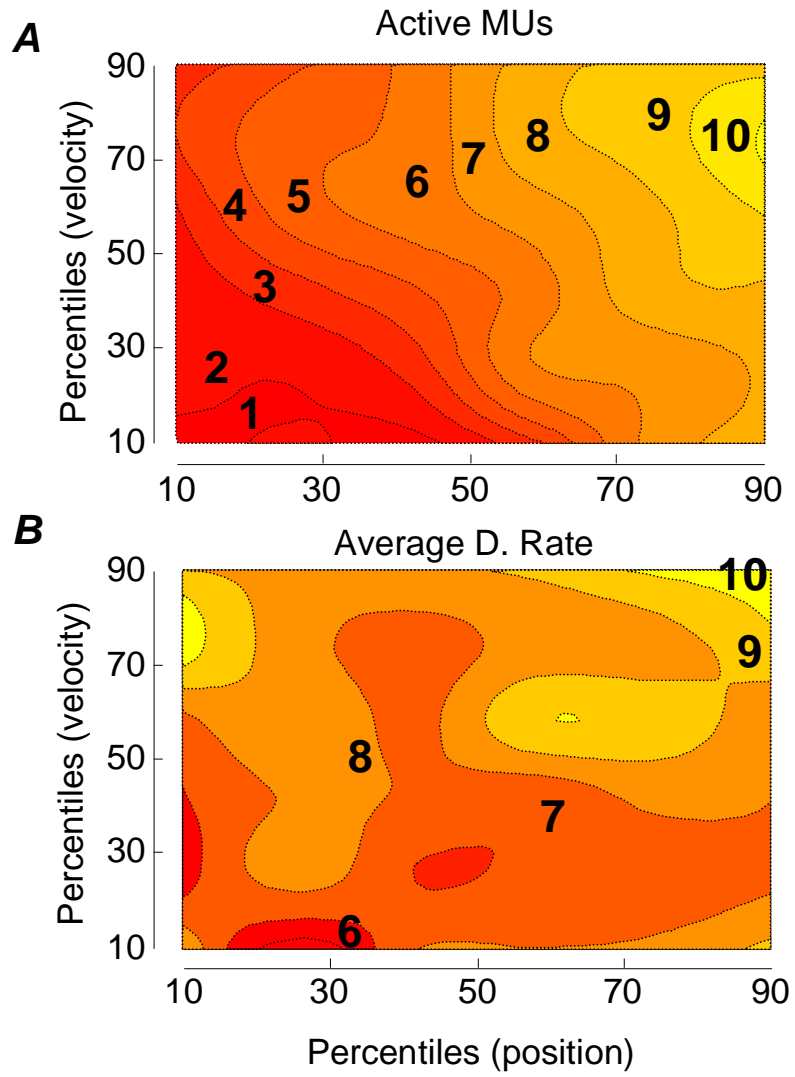 A
Active MUs
90
70
50
30
10
Percentiles (velocity)
1
2
3
4
5
6
7
8
9
10
10 30 50 70 90
B
Average D. Rate
90
70
50
30
10
Percentiles (velocity)
10
9
8
7
6
10 30 50 70 90
Percentiles (position)